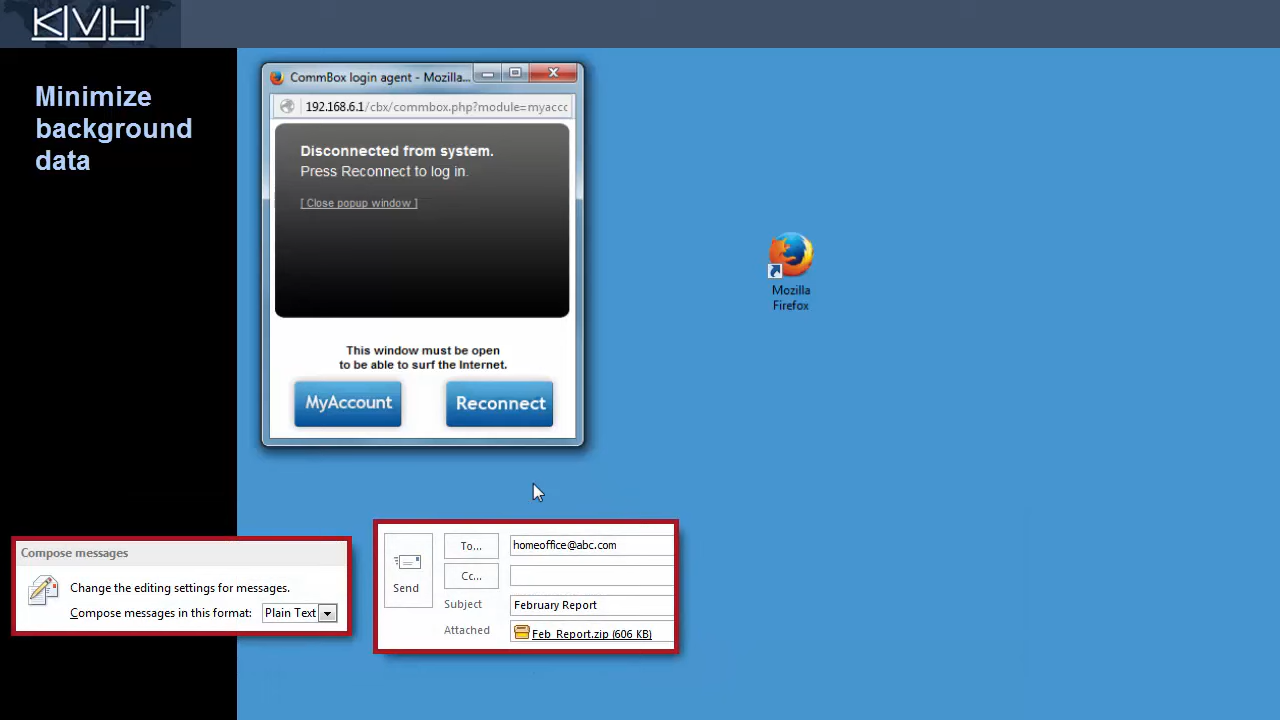 KVH
Minimize
background
data
CommBox login agent - Mozilla...
192.168.6.1/cbx/commbox.php?module=myacco
Disconnected from system.
Press Reconnect to log in.
[ Close popup window ]
This window must be open
to be able to surf the Internet.
MyAccount
Reconnect
Mozilla
Firefox
Compose messages
Change the editing settings for messages.
Compose messages in this format: Plain Text
Send
To... homeoffice@abc.com
Cc...
Subject February Report
Attached Feb_Report.zip (606 KB)